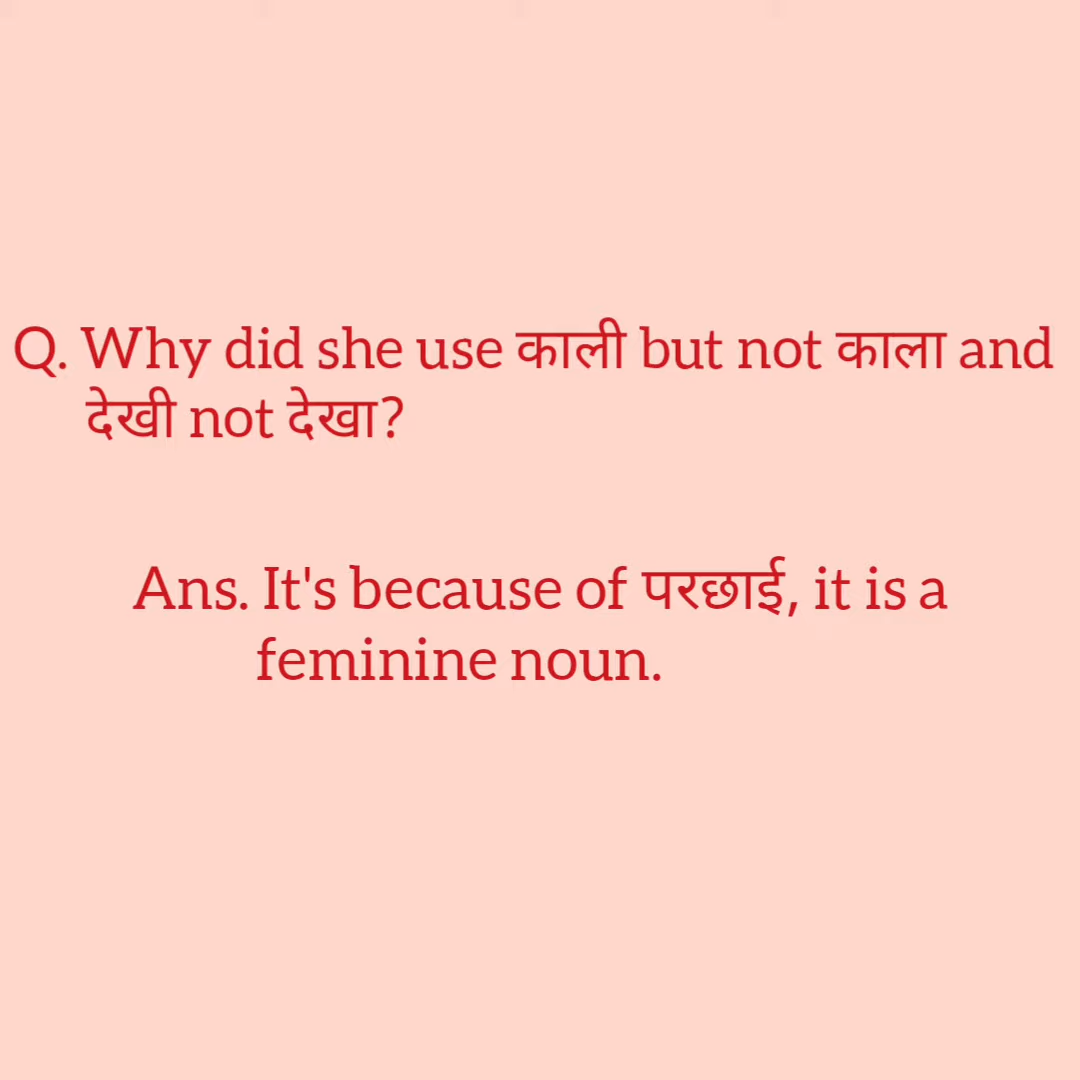 Q. Why did she use काली but not काला and
देखी not देखा?
Ans. It's because of परछाई, it is a
feminine noun.